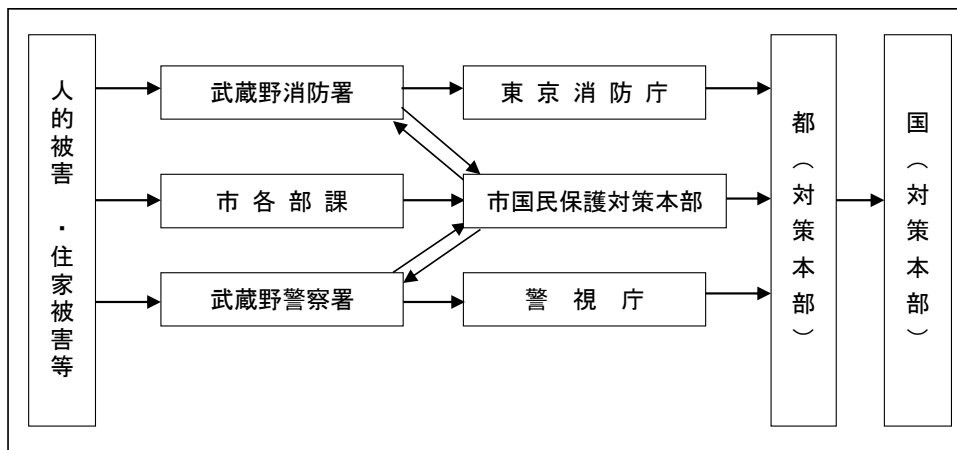 人的被害・住家被害等
武蔵野消防署
東京消防庁
市各部課
市国民保護対策本部
武蔵野警察署
警視庁
都（対策本部）
国（対策本部）